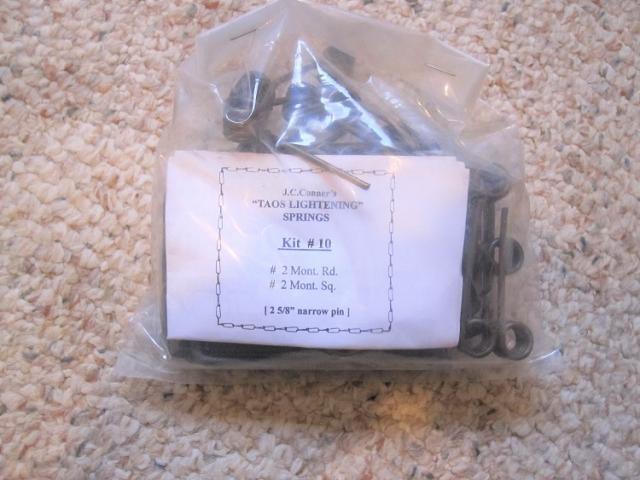 J.C.Conner's
"TAOS LIGHTENING"
SPRINGS
Kit # 10
# 2 Mont. Rd.
# 2 Mont. Sq.
[ 2 5/8" narrow pin ]